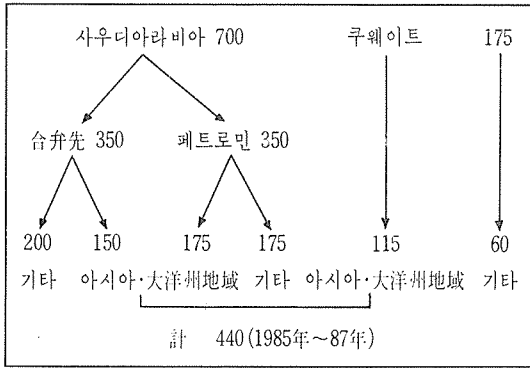 사우디아라비아 700 쿠웨이트 175
合弁先 350 페트로민 350
200 150 175 175 115 60
기타 아시아·大洋州地域 기타 아시아·大洋州地域 기타
計 440(1985年~87年)